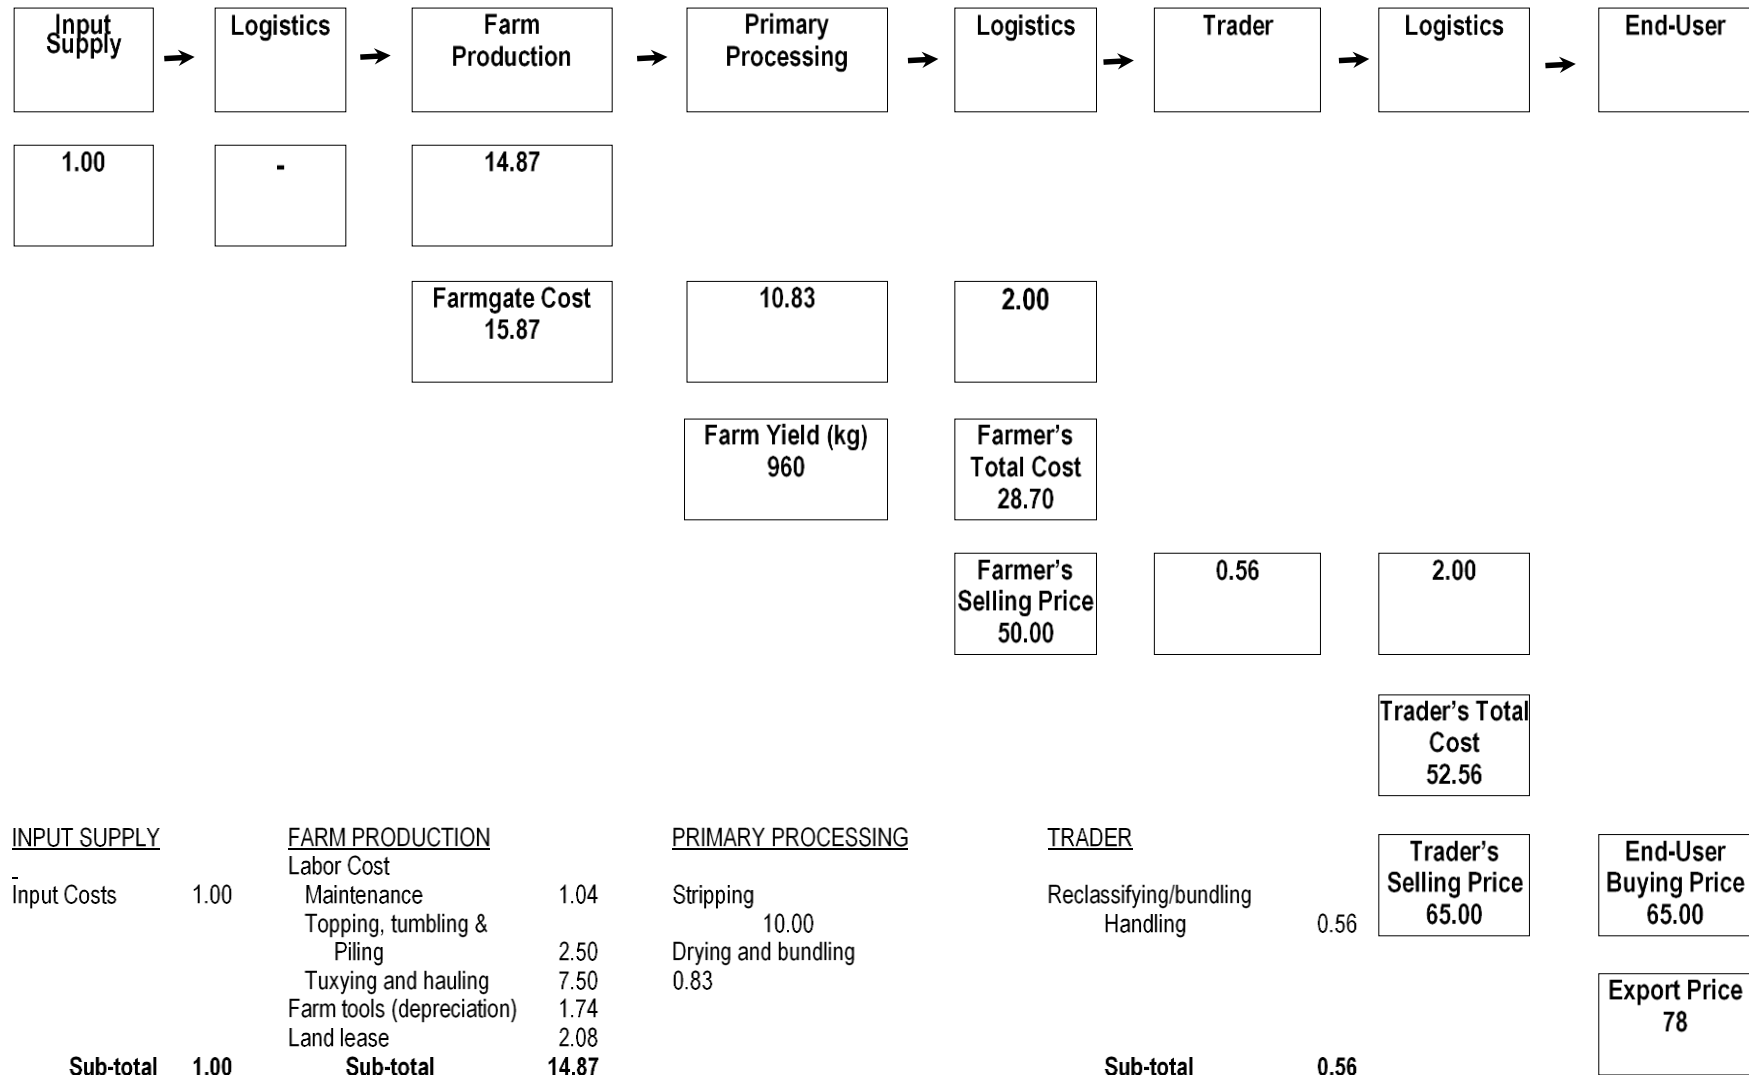 Input
Supply
Logistics
Farm
Production
Primary
Processing
Logistics
Trader
Logistics
End-User
1.00
-
14.87
Farmgate Cost
15.87
10.83
2.00
Farm Yield (kg)
960
Farmer’s
Total Cost
28.70
Farmer’s
Selling Price
50.00
0.56
2.00
Trader’s Total
Cost
52.56
Trader’s
Selling Price
65.00
End-User
Buying Price
65.00
Export Price
78
INPUT SUPPLY
Input Costs 1.00
Sub-total 1.00
FARM PRODUCTION
Labor Cost
Maintenance 1.04
Topping, tumbling &
Piling 2.50
Tuxying and hauling 7.50
Farm tools (depreciation) 1.74
Land lease 2.08
Sub-total 14.87
PRIMARY PROCESSING
Stripping
10.00
Drying and bundling
0.83
TRADER
Reclassifying/bundling
Handling 0.56
Sub-total 0.56